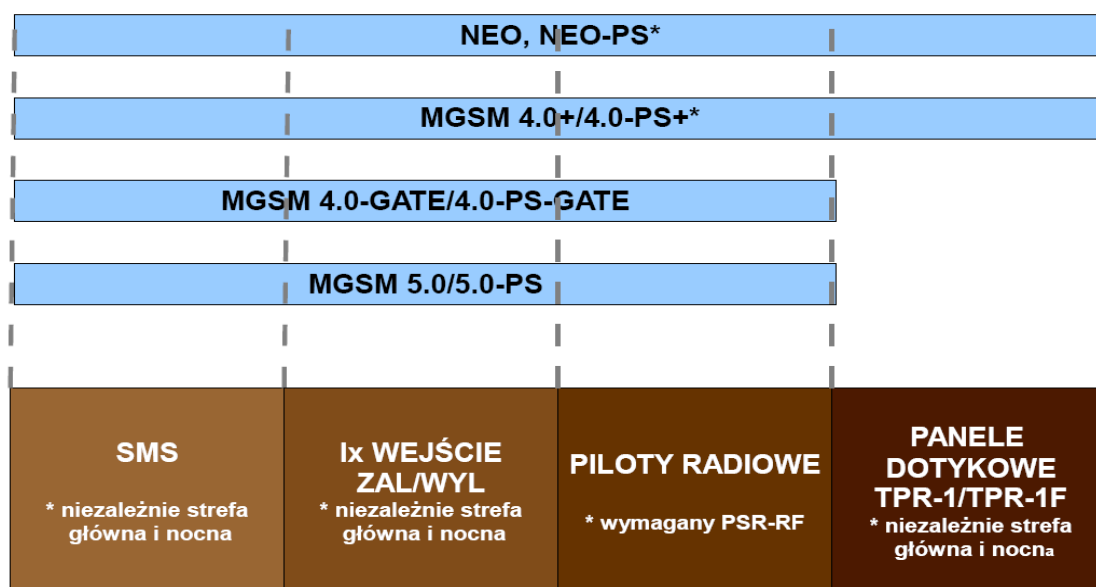 NEO, NEO-PS*
MGSM 4.0+/4.0-PS+*
MGSM 4.0-GATE/4.0-PS-GATE
MGSM 5.0/5.0-PS
SMS
* niezależnie strefa
główna i nocna
Ix WEJŚCIE
ZAL/WYL
* niezależnie strefa
główna i nocna
PILOTY RADIOWE
* wymagany PSR-RF
PANELE
DOTYKOWE
TPR-1/TPR-1F
* niezależnie strefa
główna i nocna